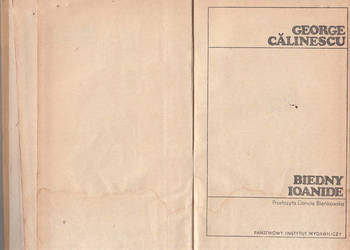 GEORGE
CĂLINESCU
BIEDNY
IOANIDE
Przełożyła Danuta Bieńkowska
PAŃSTWOWY INSTYTUT WYDAWNICZY